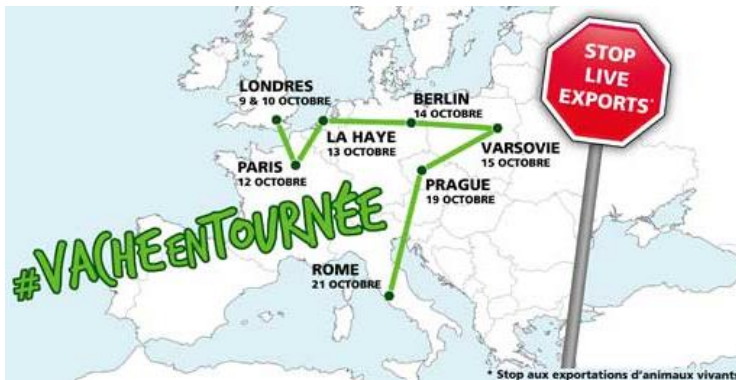 LONDRES
9 & 10 OCTOBRE
PARIS
12 OCTOBRE
LA HAYE
13 OCTOBRE
BERLIN
14 OCTOBRE
VARSOVIE
15 OCTOBRE
PRAGUE
19 OCTOBRE
ROME
21 OCTOBRE
#VACHEENTOURNÉE
STOP
LIVE
EXPORTS*
* Stop aux exportations d'animaux vivants